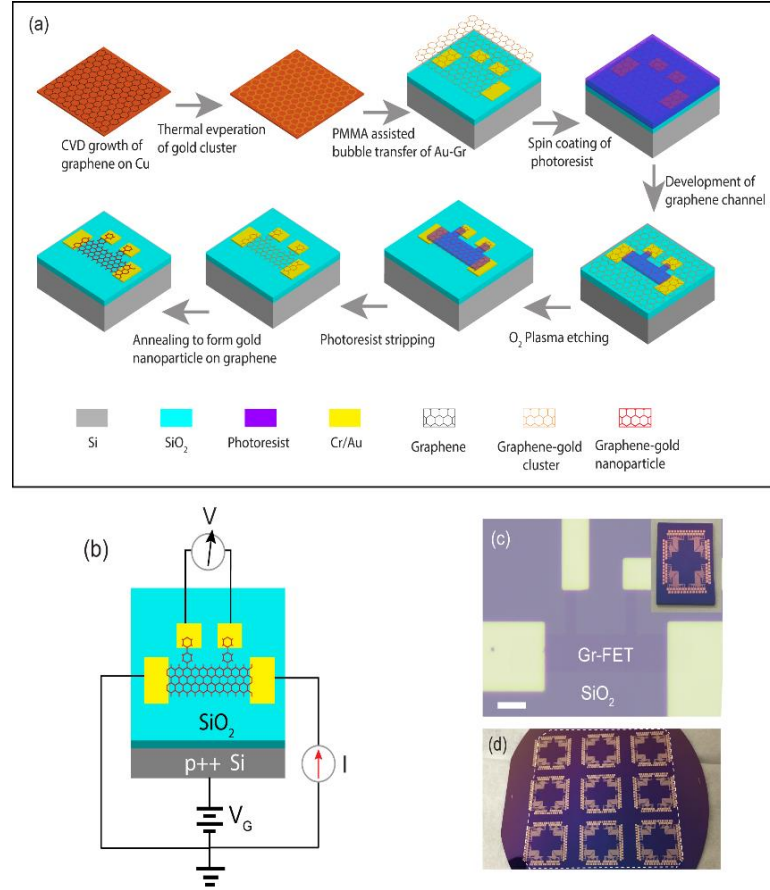 (a)
CVD growth of
graphene on Cu
Thermal everpation
of gold cluster
PMMA assisted
bubble transfer of Au-Gr
Spin coating of
photoresist
Development of
graphene channel
Annealing to form gold
nanoparticle on graphene
Photoresist stripping
O2 Plasma etching
Si
SiO2
Photoresist
Cr/Au
Graphene
Graphene-gold
cluster
Graphene-gold
nanoparticle
(b)
V
SiO2
p++ Si
I
VG
(c)
Gr-FET
SiO2
(d)